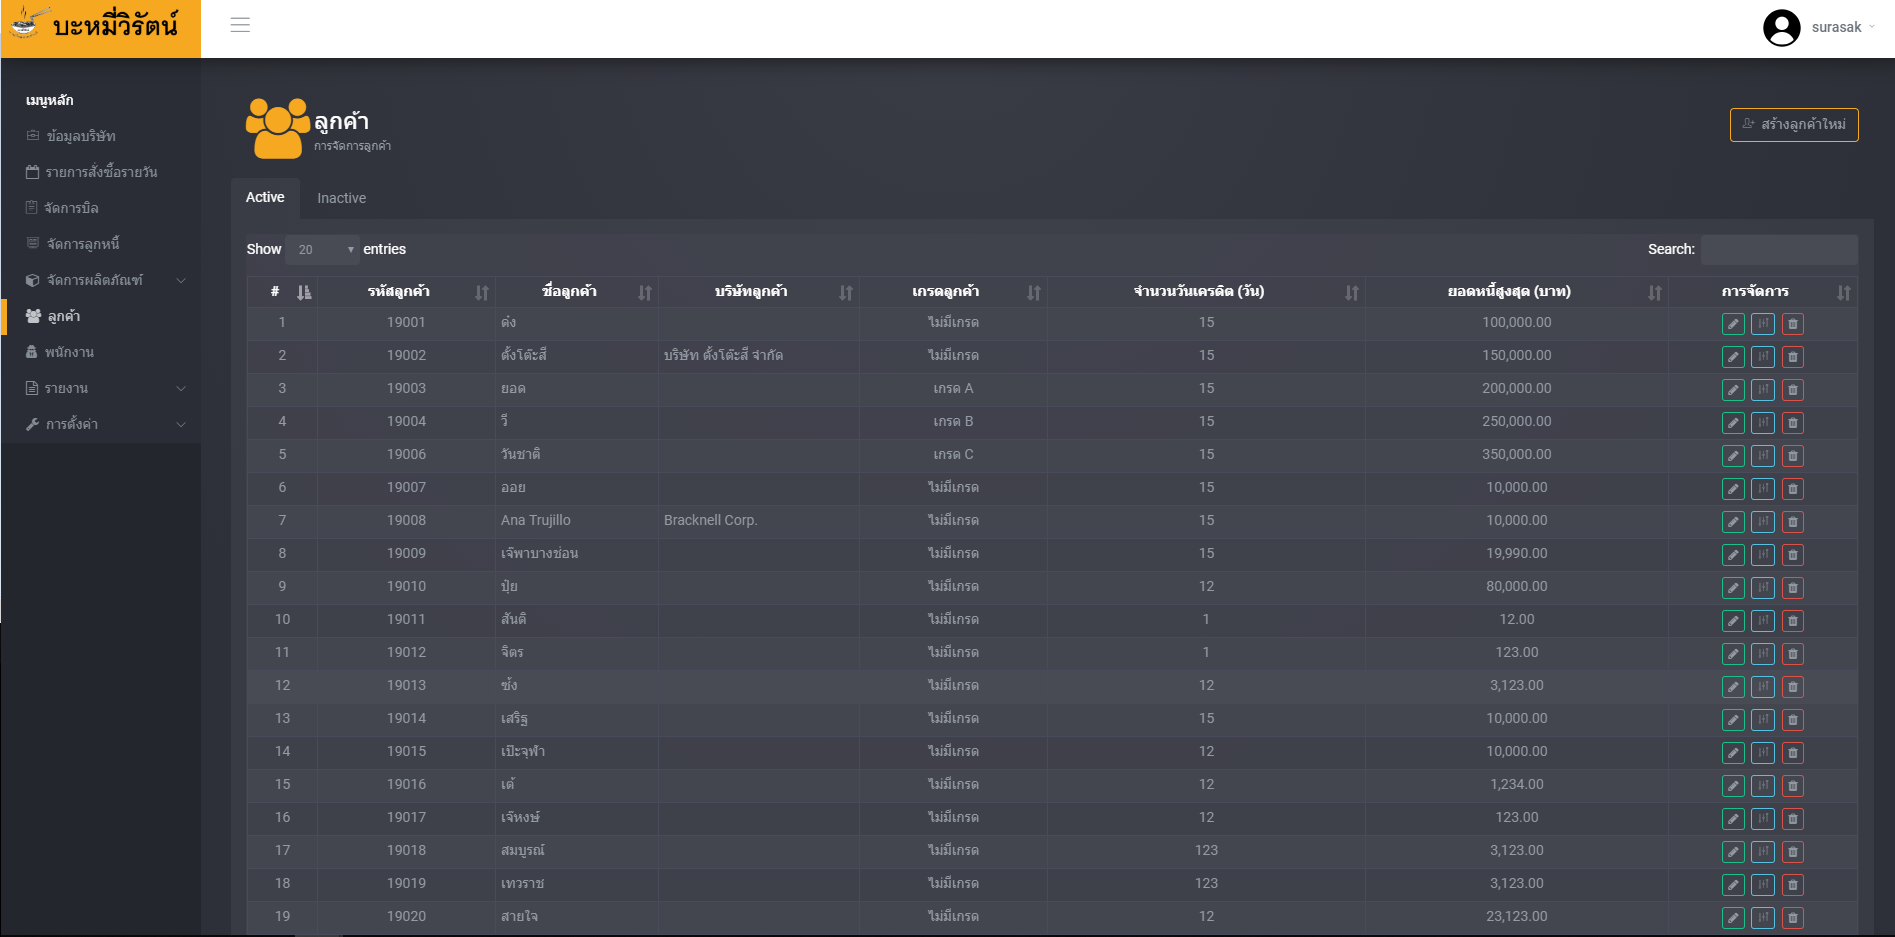 บะหมี่วิรัตน์
surasak
เมนูหลัก
ข้อมูลบริษัท
รายการสั่งซื้อรายวัน
จัดการบิล
จัดการลูกหนี้
จัดการผลิตภัณฑ์
ลูกค้า
พนักงาน
รายงาน
การตั้งค่า
ลูกค้า
การจัดการลูกค้า
สร้างลูกค้าใหม่
Active Inactive
Show 20 entries Search:
# รหัสลูกค้า ชื่อลูกค้า บริษัทลูกค้า เกรดลูกค้า จำนวนวันเครดิต (วัน) ยอดหนี้สูงสุด (บาท) การจัดการ
1 19001 ด่ง ไม่มีเกรด 15 100,000.00
2 19002 ตั้งโต๊ะสี บริษัท ตั้งโต๊ะสี จำกัด ไม่มีเกรด 15 150,000.00
3 19003 ยอด เกรด A 15 200,000.00
4 19004 วี เกรด B 15 250,000.00
5 19006 วันชาติ เกรด C 15 350,000.00
6 19007 ออย ไม่มีเกรด 15 10,000.00
7 19008 Ana Trujillo Bracknell Corp. ไม่มีเกรด 15 10,000.00
8 19009 เจ๊พาบางซ่อน ไม่มีเกรด 15 19,990.00
9 19010 ปุ๋ย ไม่มีเกรด 12 80,000.00
10 19011 สันติ ไม่มีเกรด 1 12.00
11 19012 จิตร ไม่มีเกรด 1 123.00
12 19013 ไม่มีเกรด 12 3,123.00
13 19014 เสริฐ ไม่มีเกรด 15 10,000.00
14 19015 เป๊ะจุฬา ไม่มีเกรด 12 10,000.00
15 19016 เต้ ไม่มีเกรด 12 1,234.00
16 19017 เจ๊หงษ์ ไม่มีเกรด 12 123.00
17 19018 สมบูรณ์ ไม่มีเกรด 123 3,123.00
18 19019 เทวราช ไม่มีเกรด 123 3,123.00
19 19020 สายใจ ไม่มีเกรด 12 23,123.00